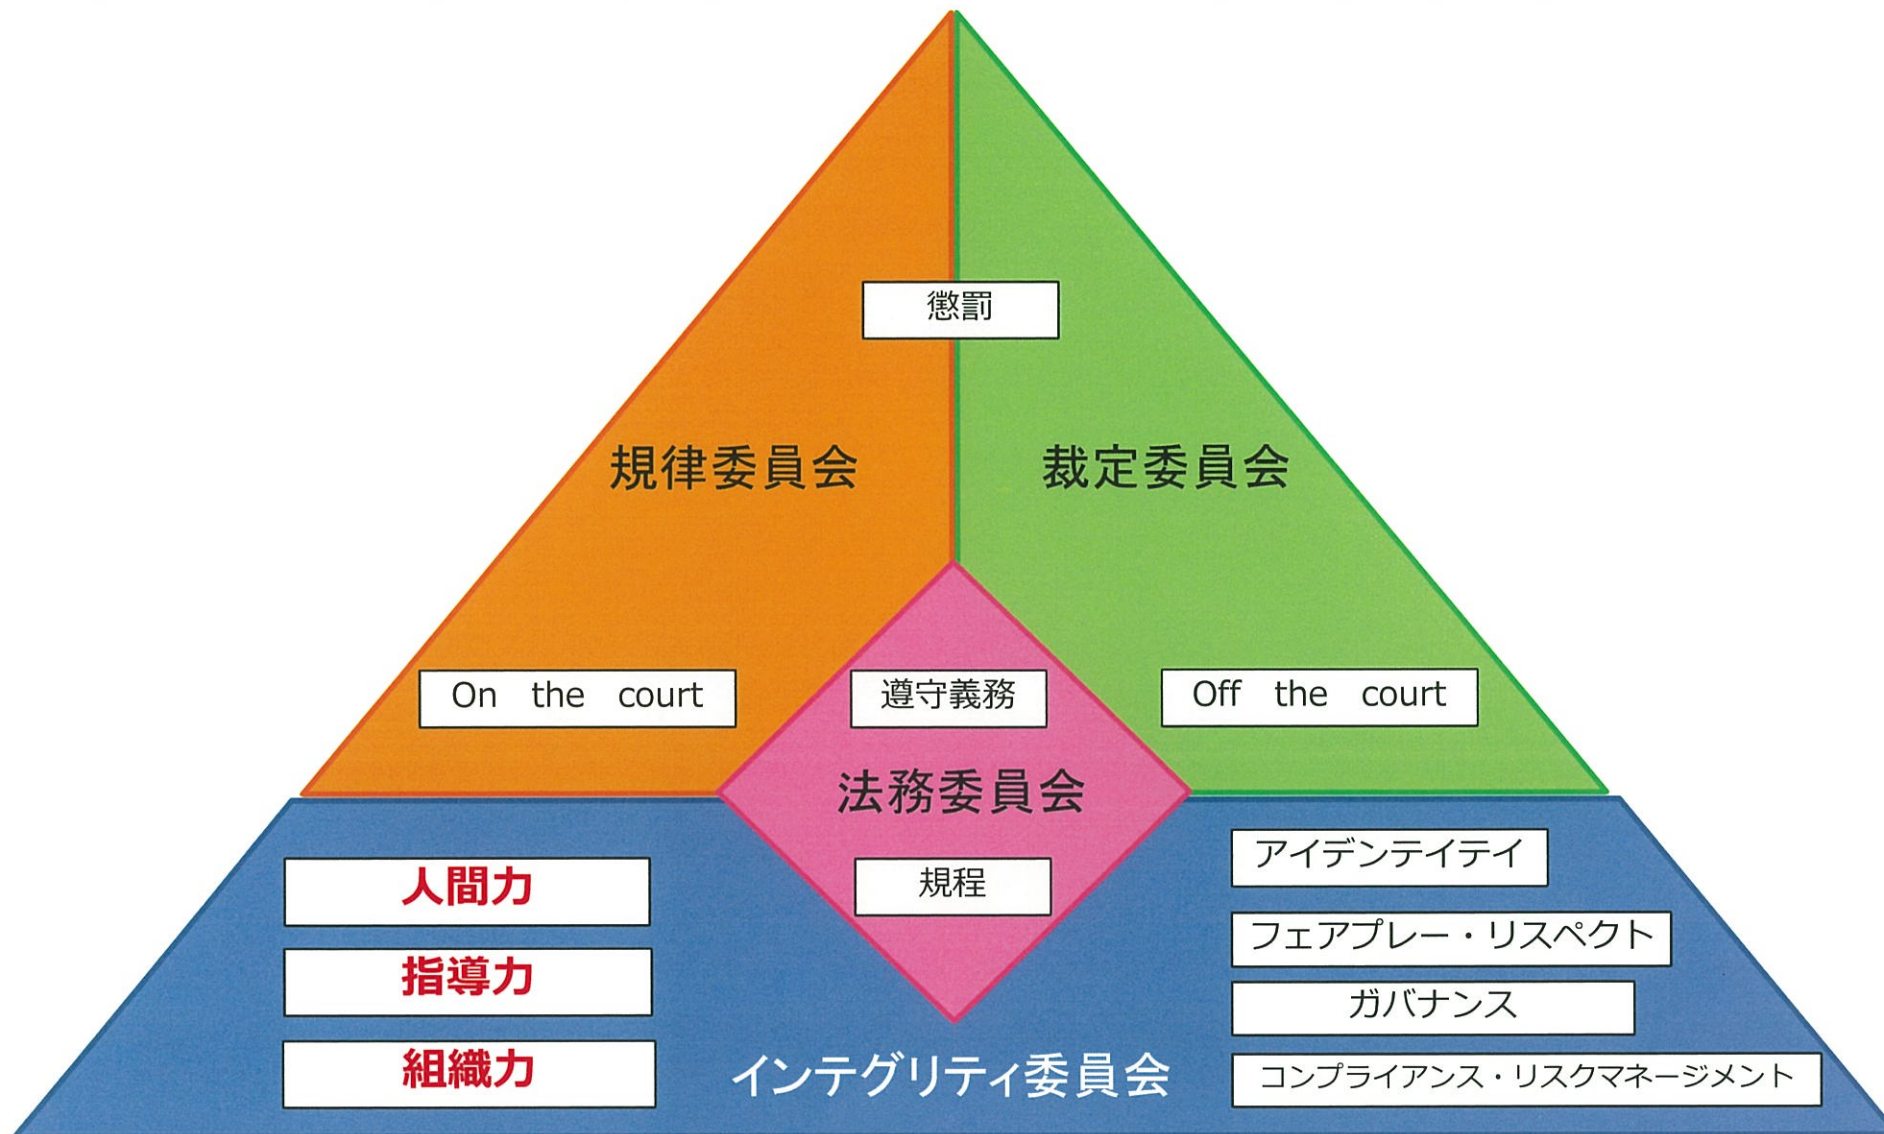 懲罰
規律委員会
裁定委員会
On the court
遵守義務
Off the court
法務委員会
人間力
指導力
組織力
規程
インテグリティ委員会
アイデンテイテイ
フェアプレー・リスペクト
ガバナンス
コンプライアンス・リスクマネージメント